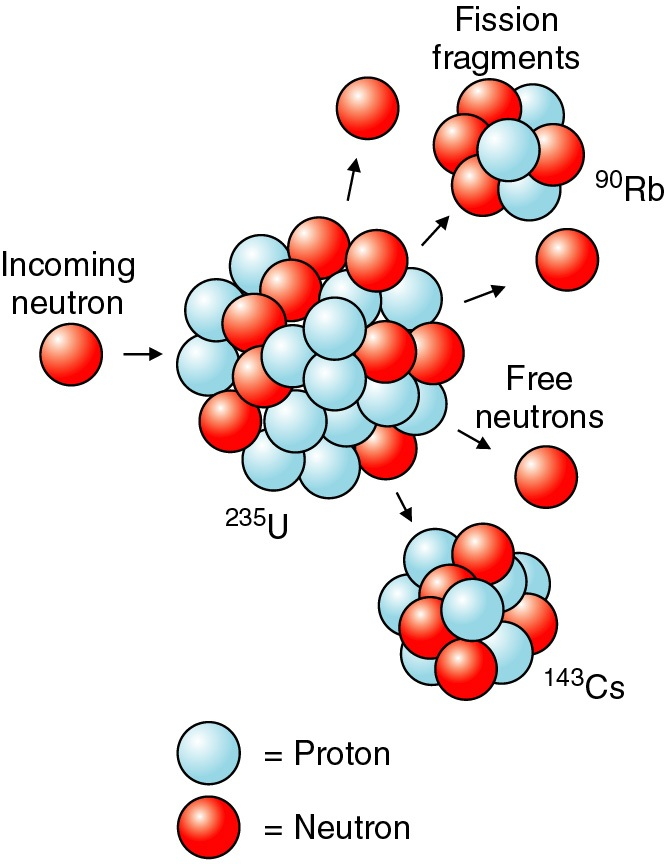 Fission
fragments
⁹⁰Rb
Incoming
neutron
Free
neutrons
²³⁵U
¹⁴³Cs
= Proton
= Neutron